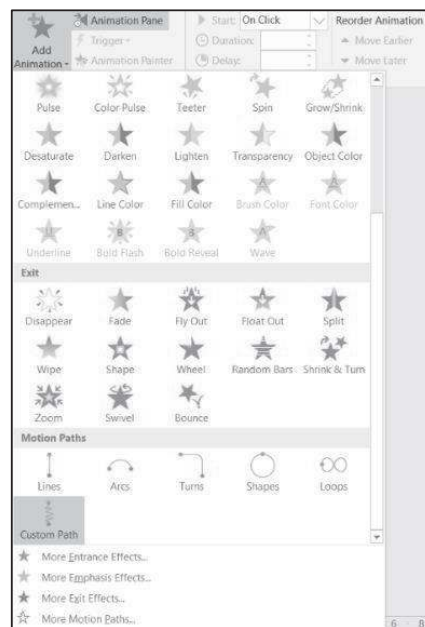 Animation Pane
Start: On Click
Reorder Animation
Add Animation
Trigger
Duration:
Move Earlier
Animation Painter
Delay:
Move Later
Pulse Color Pulse Teeter Spin Grow/Shrink
Desaturate Darken Lighten Transparency Object Color
Complemen... Line Color Fill Color Brush Color Font Color
Underline Bold Flash Bold Reveal Wave
Exit
Disappear Fade Fly Out Float Out Split
Wipe Shape Wheel Random Bars Shrink & Turn
Zoom Swivel Bounce
Motion Paths
Lines Arcs Turns Shapes Loops
Custom Path
More Entrance Effects...
More Emphasis Effects...
More Exit Effects...
More Motion Paths...
6 8